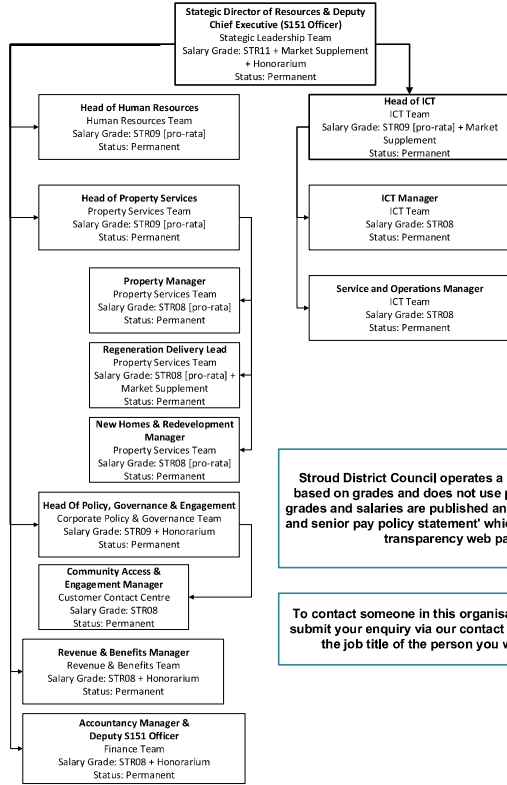 Stategic Director of Resources & Deputy
Chief Executive (S151 Officer)
Stategic Leadership Team
Salary Grade: STR11 + Market Supplement
+ Honorarium
Status: Permanent
Head of Human Resources
Human Resources Team
Salary Grade: STR09 [pro-rata]
Status: Permanent
Head of ICT
ICT Team
Salary Grade: STR09 [pro-rata] + Market
Supplement
Status: Permanent
Head of Property Services
Property Services Team
Salary Grade: STR09 [pro-rata]
Status: Permanent
ICT Manager
ICT Team
Salary Grade: STR08
Status: Permanent
Property Manager
Property Services Team
Salary Grade: STR08 [pro-rata]
Status: Permanent
Service and Operations Manager
ICT Team
Salary Grade: STR08
Status: Permanent
Regeneration Delivery Lead
Property Services Team
Salary Grade: STR08 [pro-rata] +
Market Supplement
Status: Permanent
New Homes & Redevelopment
Manager
Property Services Team
Salary Grade: STR08 [pro-rata]
Status: Permanent
Head Of Policy, Governance & Engagement
Corporate Policy & Governance Team
Salary Grade: STR09 + Honorarium
Status: Permanent
Community Access &
Engagement Manager
Customer Contact Centre
Salary Grade: STR08
Status: Permanent
Revenue & Benefits Manager
Revenue & Benefits Team
Salary Grade: STR08 + Honorarium
Status: Permanent
Accountancy Manager &
Deputy S151 Officer
Finance Team
Salary Grade: STR08 + Honorarium
Status: Permanent
Stroud District Council operates a
based on grades and does not use
grades and salaries are published
and senior pay policy statement'
transparency web
To contact someone in this
submit your enquiry via our contact
the job title of the person you